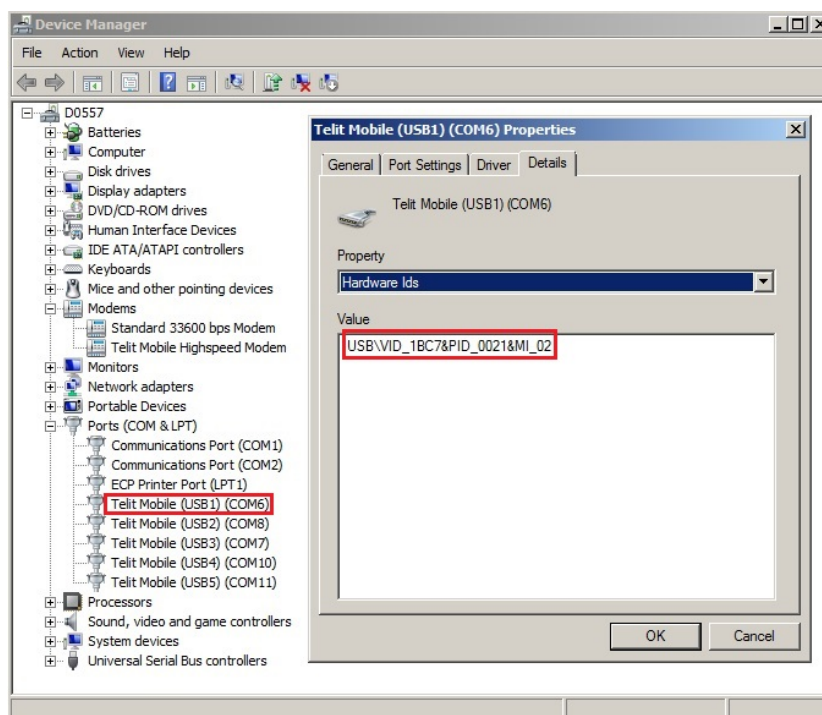 Device Manager
File Action View Help
D0557
Batteries
Computer
Disk drives
Display adapters
DVD/CD-ROM drives
Human Interface Devices
IDE ATA/ATAPI controllers
Keyboards
Mice and other pointing devices
Modems
Standard 33600 bps Modem
Telit Mobile Highspeed Modem
Monitors
Network adapters
Portable Devices
Ports (COM & LPT)
Communications Port (COM1)
Communications Port (COM2)
ECP Printer Port (LPT1)
Telit Mobile (USB1) (COM6)
Telit Mobile (USB2) (COM8)
Telit Mobile (USB3) (COM7)
Telit Mobile (USB4) (COM10)
Telit Mobile (USB5) (COM11)
Processors
Sound, video and game controllers
System devices
Universal Serial Bus controllers
Telit Mobile (USB1) (COM6) Properties
General Port Settings Driver Details
Telit Mobile (USB1) (COM6)
Property
Hardware Ids
Value
USB\VID_1BC7&PID_0021&MI_02
OK Cancel